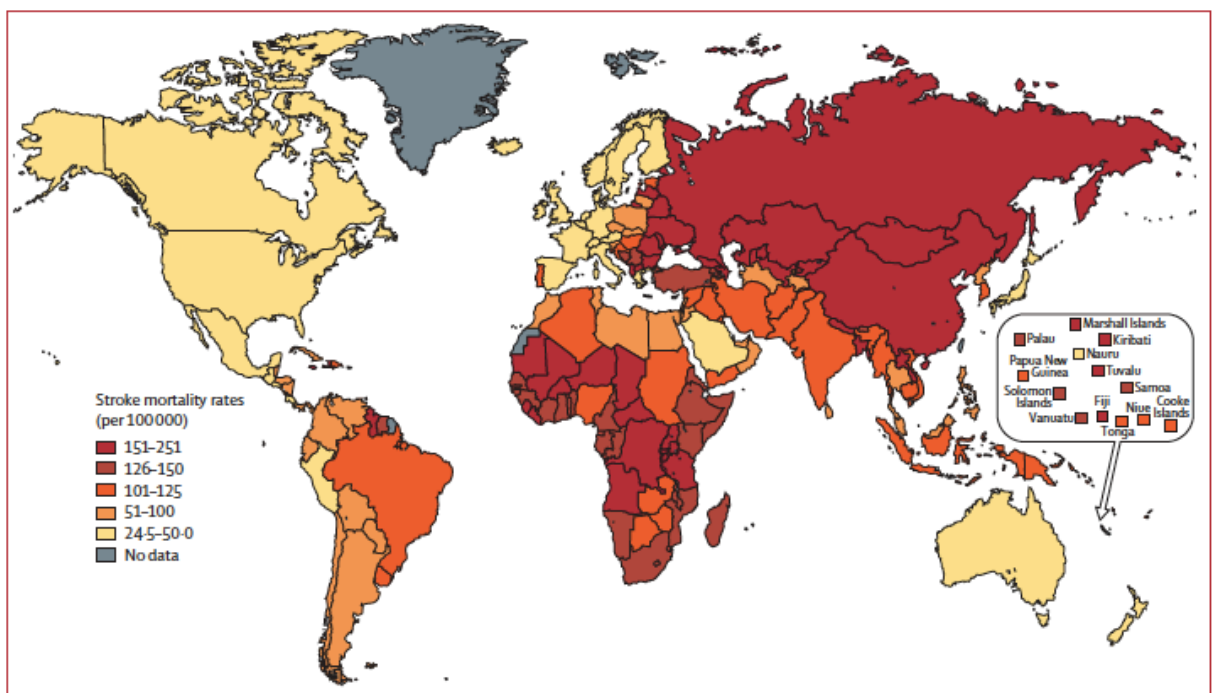 Stroke mortality rates
(per 100 000)
151–251
126–150
101–125
51–100
24·5–50·0
No data
Marshall Islands
Palau
Kiribati
Nauru
Papua New
Guinea
Tuvalu
Solomon
Islands
Samoa
Vanuatu
Fiji
Tonga
Niue
Cooke
Islands